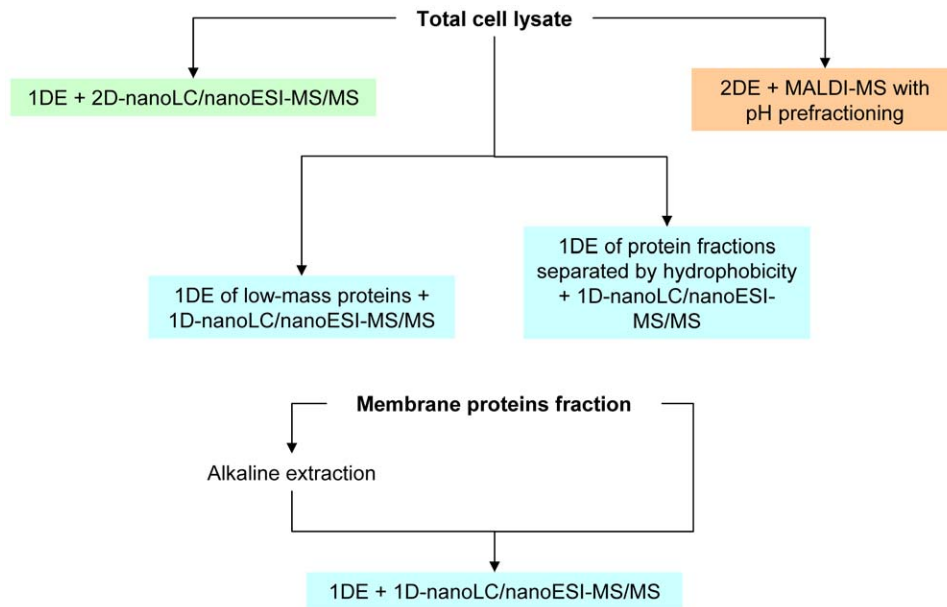 Total cell lysate
1DE + 2D-nanoLC/nanoESI-MS/MS
2DE + MALDI-MS with
pH prefractioning
1DE of protein fractions
separated by hydrophobicity
+ 1D-nanoLC/nanoESI-
MS/MS
1DE of low-mass proteins +
1D-nanoLC/nanoESI-MS/MS
Membrane proteins fraction
Alkaline extraction
1DE + 1D-nanoLC/nanoESI-MS/MS